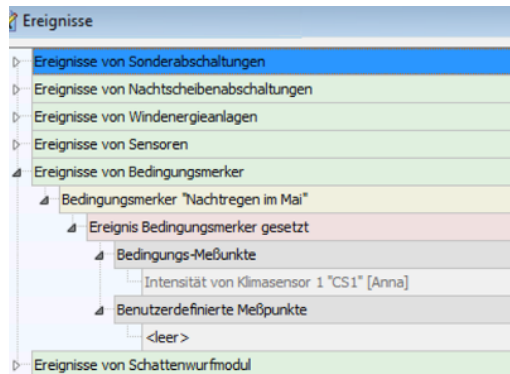 Ereignisse
Ereignisse von Sonderabschaltungen
Ereignisse von Nachtscheibenabschaltungen
Ereignisse von Windenergieanlagen
Ereignisse von Sensoren
Ereignisse von Bedingungsmerker
Bedingungsmerker "Nachtregen im Mai"
Ereignis Bedingungsmerker gesetzt
Bedingungs-Meßunkte
Intensität von Klimasensor 1 "CS1" [Anna]
Benutzerdefinierte Meßpunkte
<leer>
Ereignisse von Schattenwurfmodul